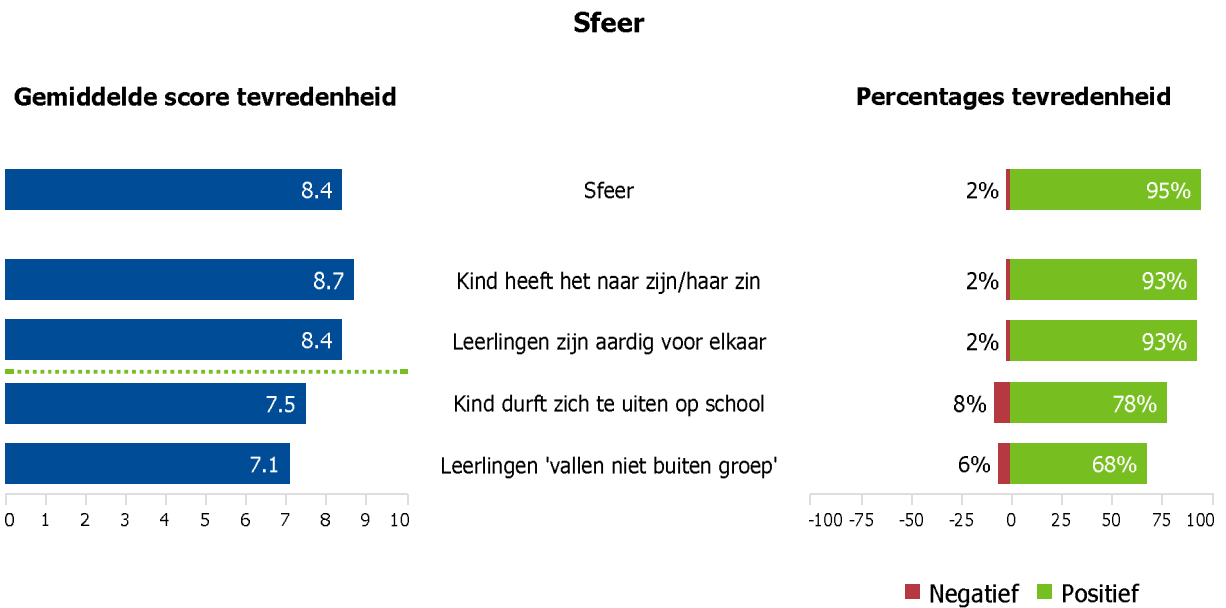 Sfeer
Gemiddelde score tevredenheid Percentages tevredenheid
8.4 Sfeer 2% 95%
8.7 Kind heeft het naar zijn/haar zin 2% 93%
8.4 Leerlingen zijn aardig voor elkaar 2% 93%
7.5 Kind durft zich te uiten op school 8% 78%
7.1 Leerlingen 'vallen niet buiten groep' 6% 68%
0 1 2 3 4 5 6 7 8 9 10 -100 -75 -50 -25 0 25 50 75 100
Negatief Positief